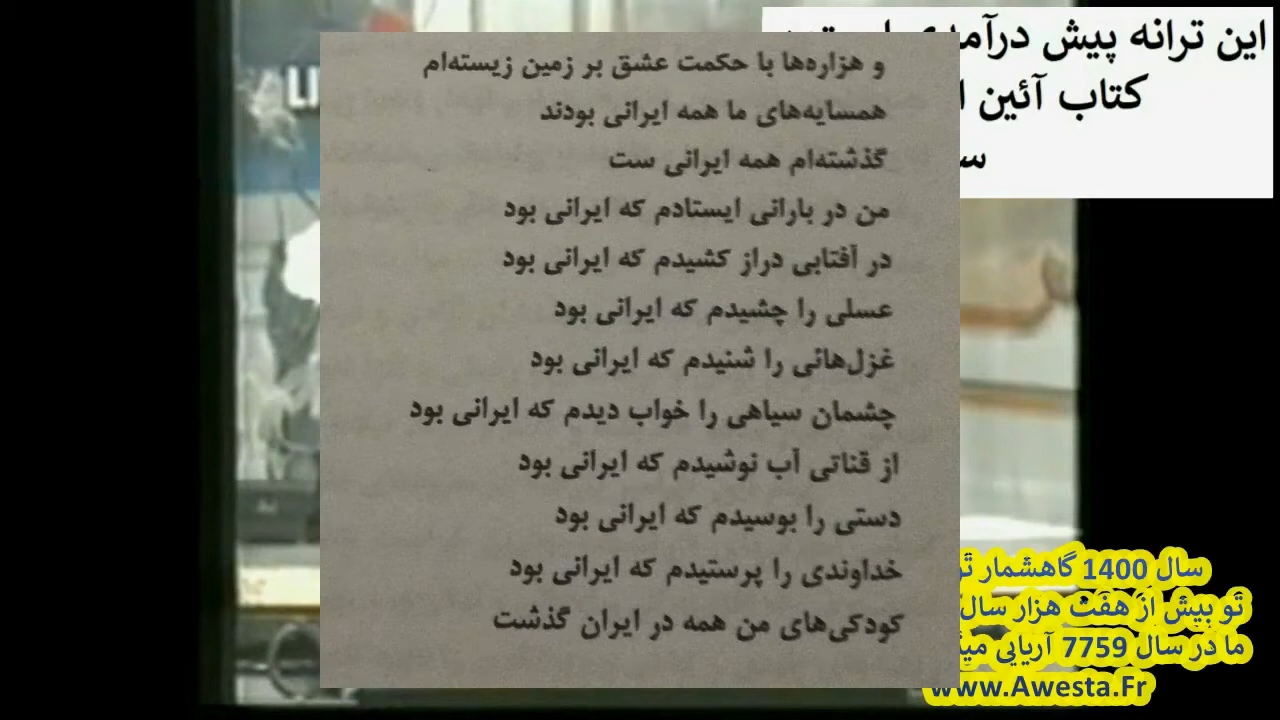 این ترانه پیش
کتاب آئین
و هزاره‌ها با حکمت عشق بر زمین زیسته‌ام
همسایه‌های ما همه ایرانی بودند
گذشته‌ام همه ایرانی ست
من در بارانی ایستادم که ایرانی بود
در آفتابی دراز کشیدم که ایرانی بود
عسلی را چشیدم که ایرانی بود
غزل‌هائی را شنیدم که ایرانی بود
چشمان سیاهی را خواب دیدم که ایرانی بود
از قناتی آب نوشیدم که ایرانی بود
دستی را بوسیدم که ایرانی بود
خداوندی را پرستیدم که ایرانی بود
کودکی‌های من همه در ایران گذشت
سال 1400 گاهشمار
تو بیش از هفت هزار سال
ما در سال 7759 آریایی
www.Awesta.Fr